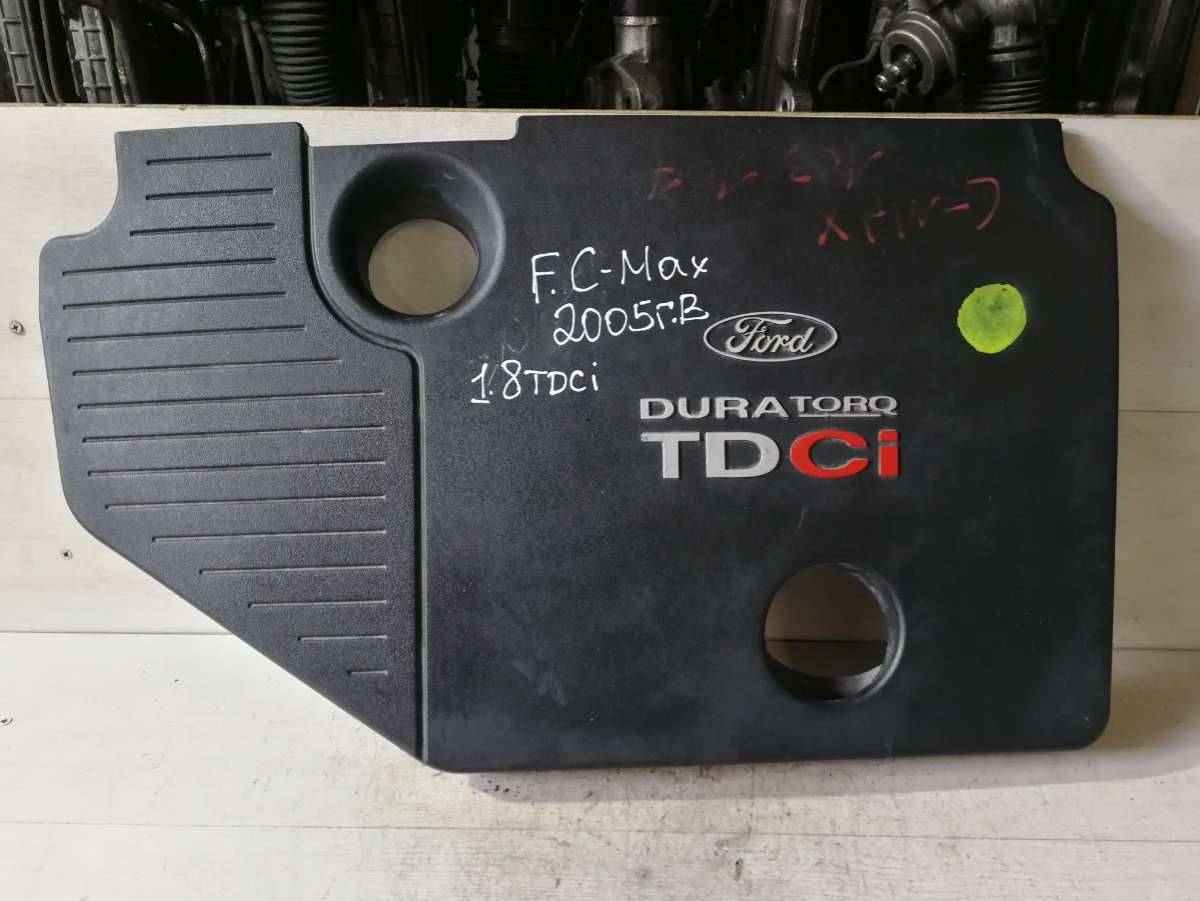 F. C-Max
2005г.В
1.8TDCi
Ford
DURATORQ
TDCi